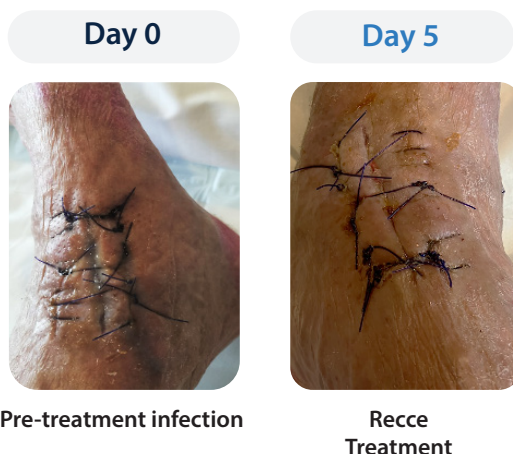 Day 0
Day 5
Pre-treatment infection
Recce
Treatment